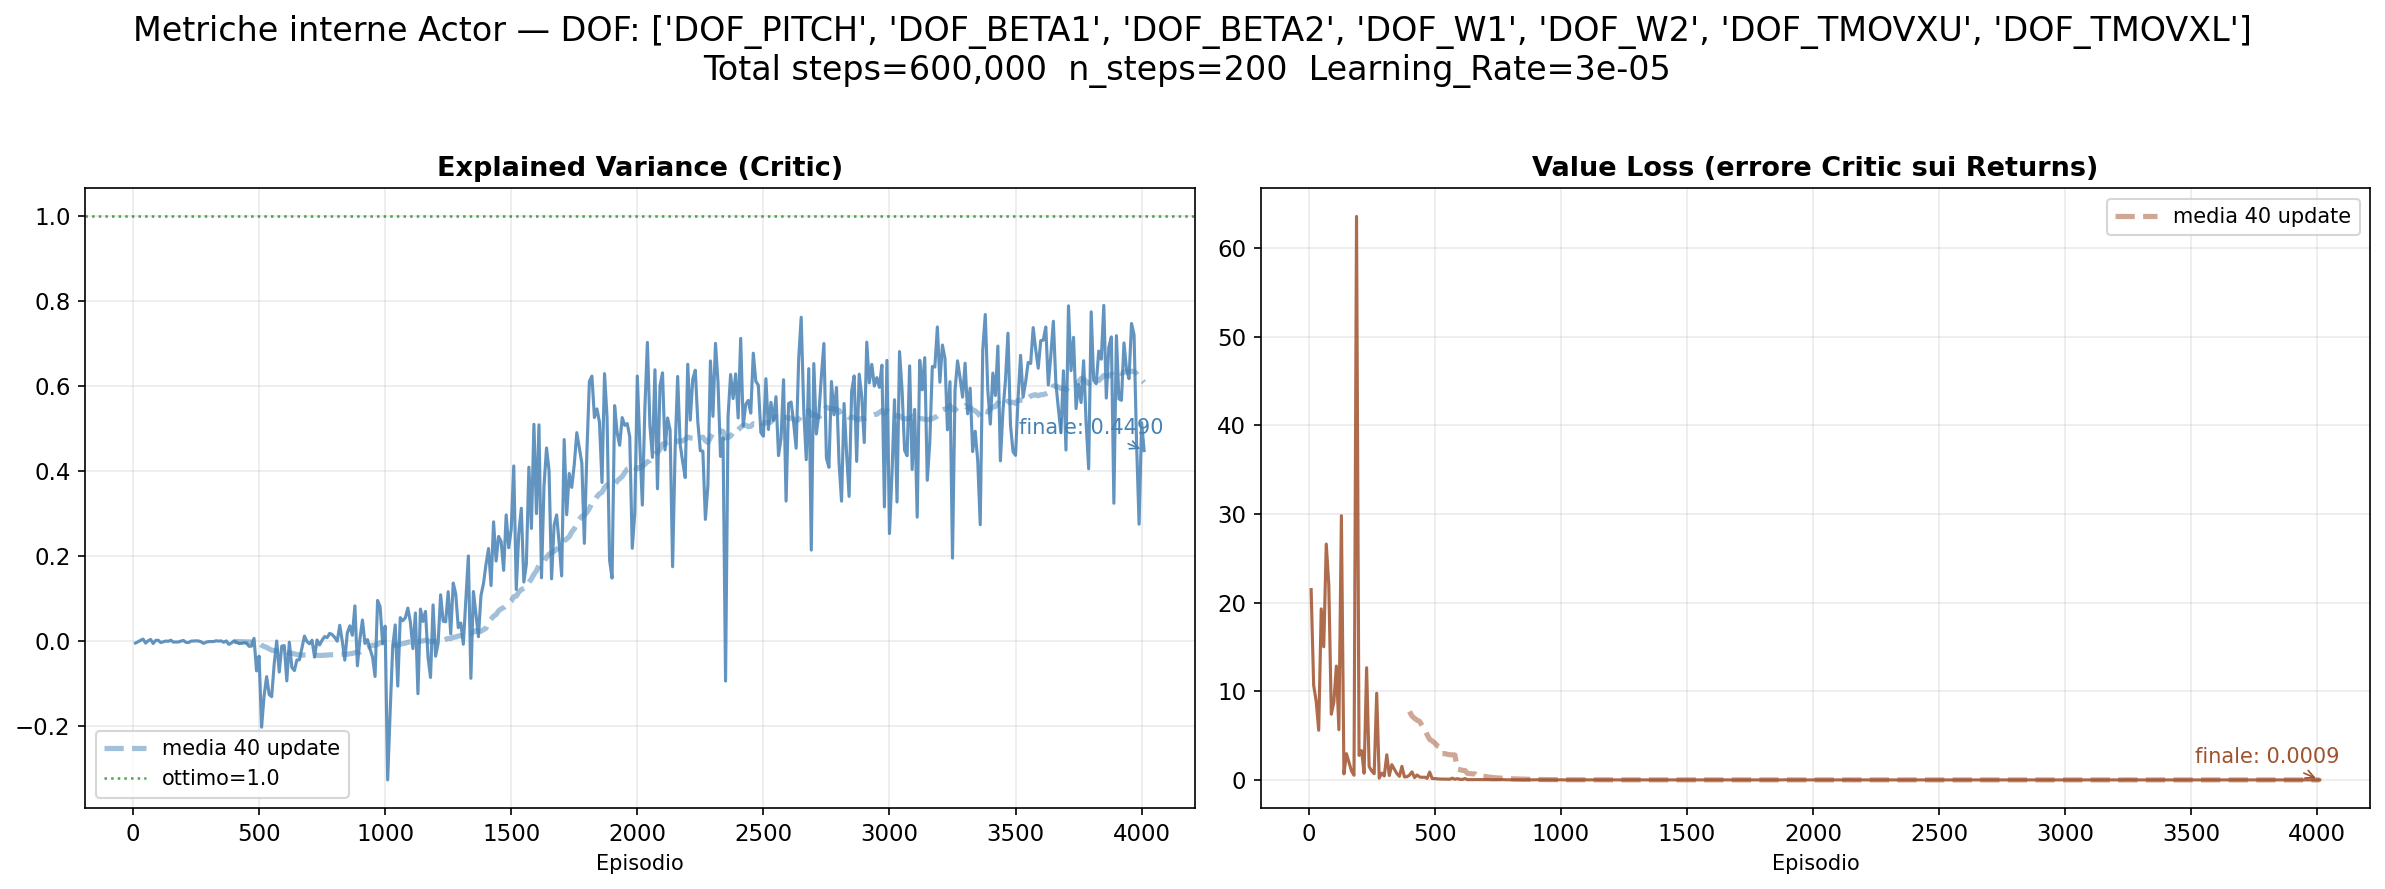 Metriche interne Actor — DOF: ['DOF_PITCH', 'DOF_BETA1', 'DOF_BETA2', 'DOF_W1', 'DOF_W2', 'DOF_TMOVXU', 'DOF_TMOVXL']
Total steps=600,000  n_steps=200  Learning_Rate=3e-05
Explained Variance (Critic)
1.0
0.8
0.6
0.4
0.2
0.0
−0.2
finale: 0.4490
media 40 update
ottimo=1.0
0 500 1000 1500 2000 2500 3000 3500 4000
Episodio
Value Loss (errore Critic sui Returns)
media 40 update
60
50
40
30
20
10
0
finale: 0.0009
0 500 1000 1500 2000 2500 3000 3500 4000
Episodio